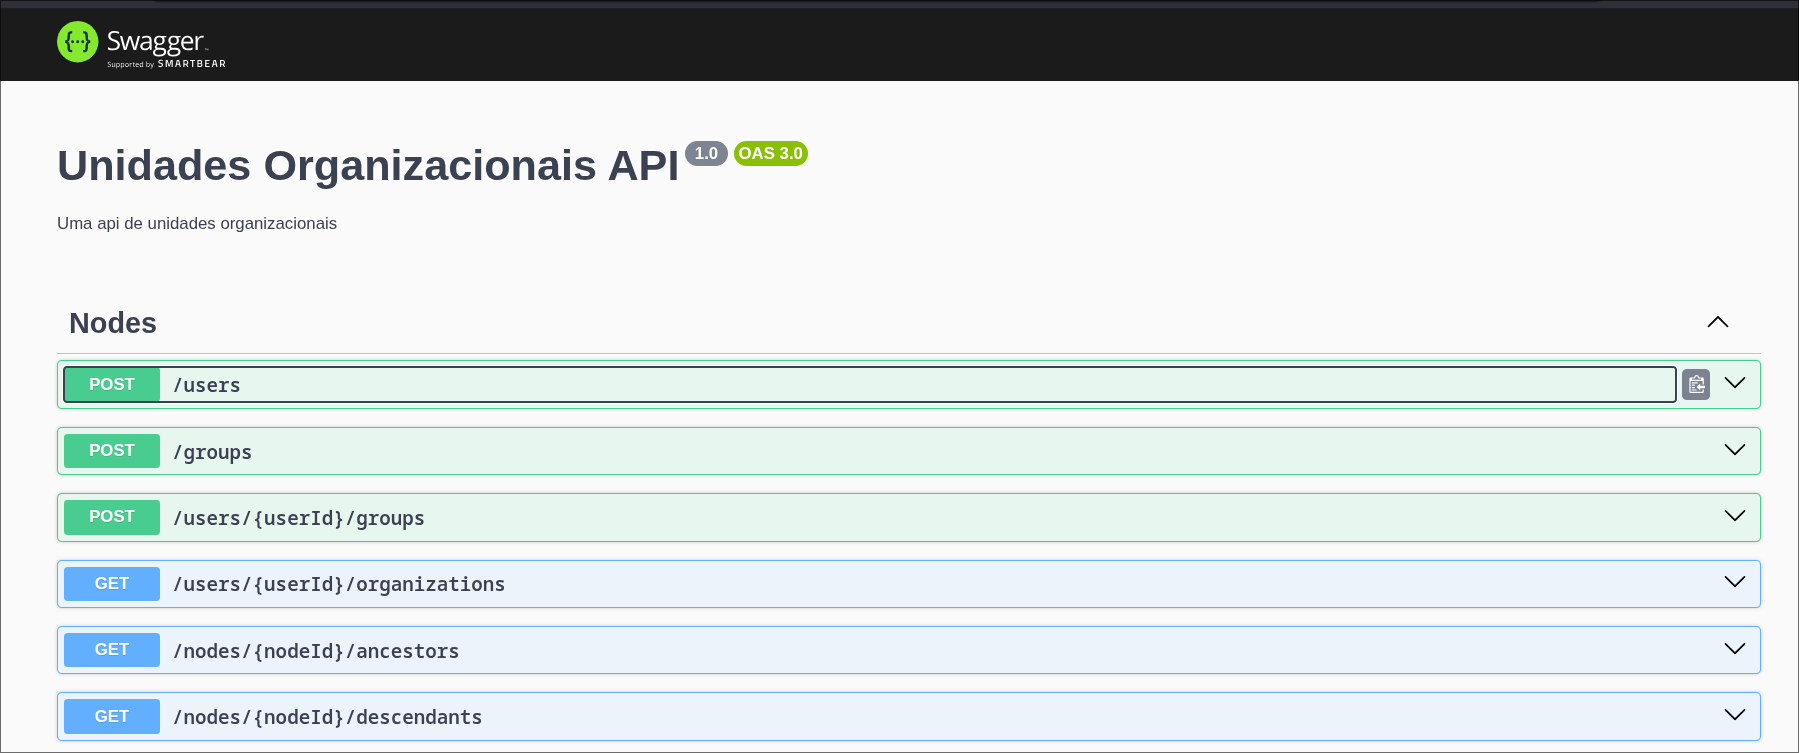 Swagger
Supported by SMARTBEAR
Unidades Organizacionais API 1.0 OAS 3.0
Uma api de unidades organizacionais
Nodes
POST /users
POST /groups
POST /users/{userId}/groups
GET /users/{userId}/organizations
GET /nodes/{nodeId}/ancestors
GET /nodes/{nodeId}/descendants